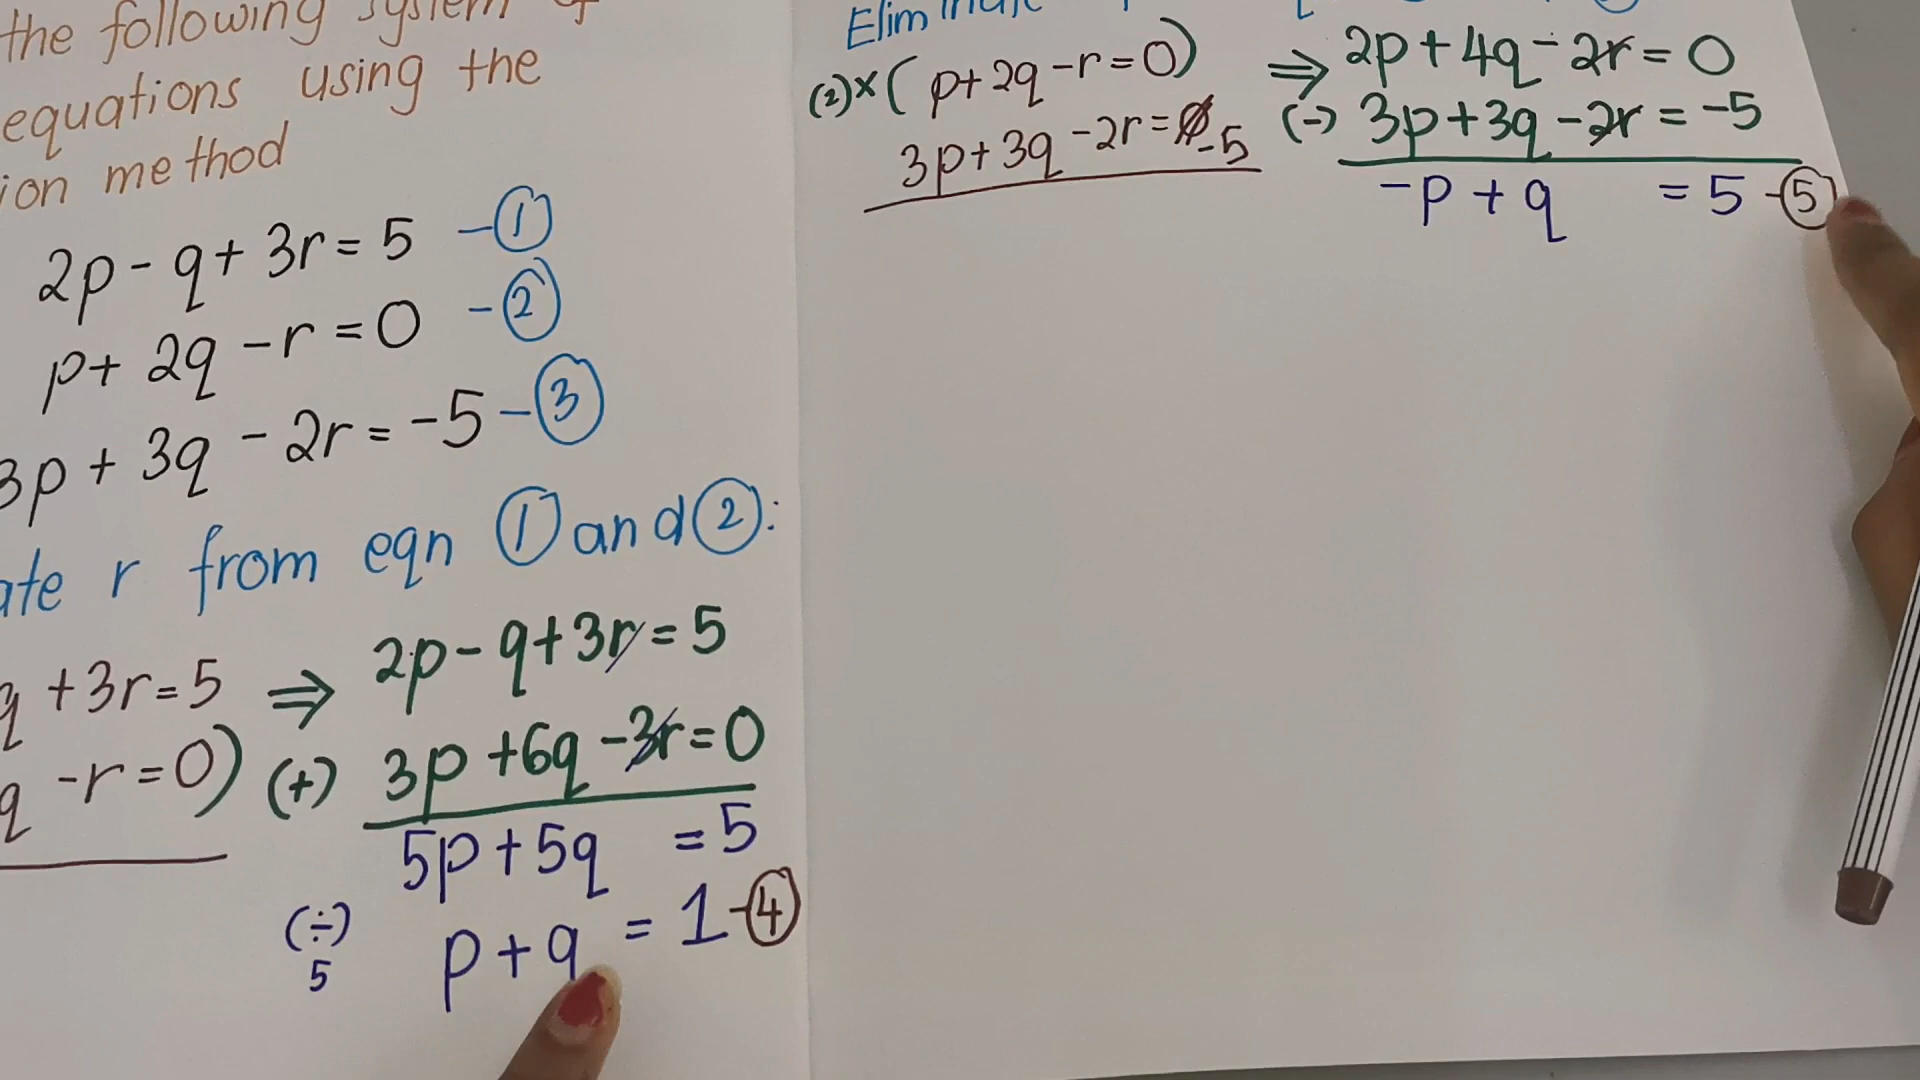 the following system of
equations using the
ion method
2p - q + 3r = 5 - ①
p + 2q - r = 0 - ②
3p + 3q - 2r = -5 - ③
ate r from eqn ① and ②:
q + 3r = 5 ⇒ 2p - q + 3r = 5
q - r = 0) (+) 3p + 6q - 3r = 0
5p + 5q = 5
(÷) 5 p + q = 1 - ④
Eliminate
(2)×( p + 2q - r = 0) ⇒ 2p + 4q - 2r = 0
3p + 3q - 2r = -5 (-) 3p + 3q - 2r = -5
-p + q = 5 - ⑤